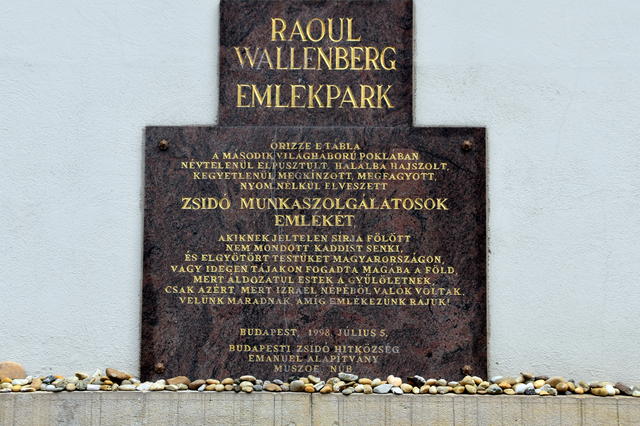 RAOUL
WALLENBERG
EMLÉKPARK
ŐRIZZE E TÁBLA
A MÁSODIK VILÁGHÁBORÚ POKLÁBAN
NÉVTELENÜL ELPUSZTULT, HALÁLBA HAJSZOLT,
KEGYETLENÜL MEGKÍNZOTT, MEGFAGYOTT,
NYOM NÉLKÜL ELVESZETT
ZSIDÓ MUNKASZOLGÁLATOSOK
EMLÉKÉT
AKIKNEK JELTELEN SÍRJA FÖLÖTT
NEM MONDOTT KADDIST SENKI,
ÉS ELGYÖTÖRT TESTÜKET MAGYARORSZÁGON,
VAGY IDEGEN TÁJAKON FOGADTA MAGÁBA A FÖLD,
MERT ÁLDOZATUL ESTEK A GYŰLÖLETNEK,
CSAK AZÉRT, MERT IZRAEL NÉPÉBŐL VALÓK VOLTAK.
VELÜNK MARADNAK, AMÍG EMLÉKEZÜNK RÁJUK!
BUDAPEST, 1998. JÚLIUS 5.
BUDAPESTI ZSIDÓ HITKÖZSÉG
EMANUEL ALAPÍTVÁNY
MUSZOE NÜB